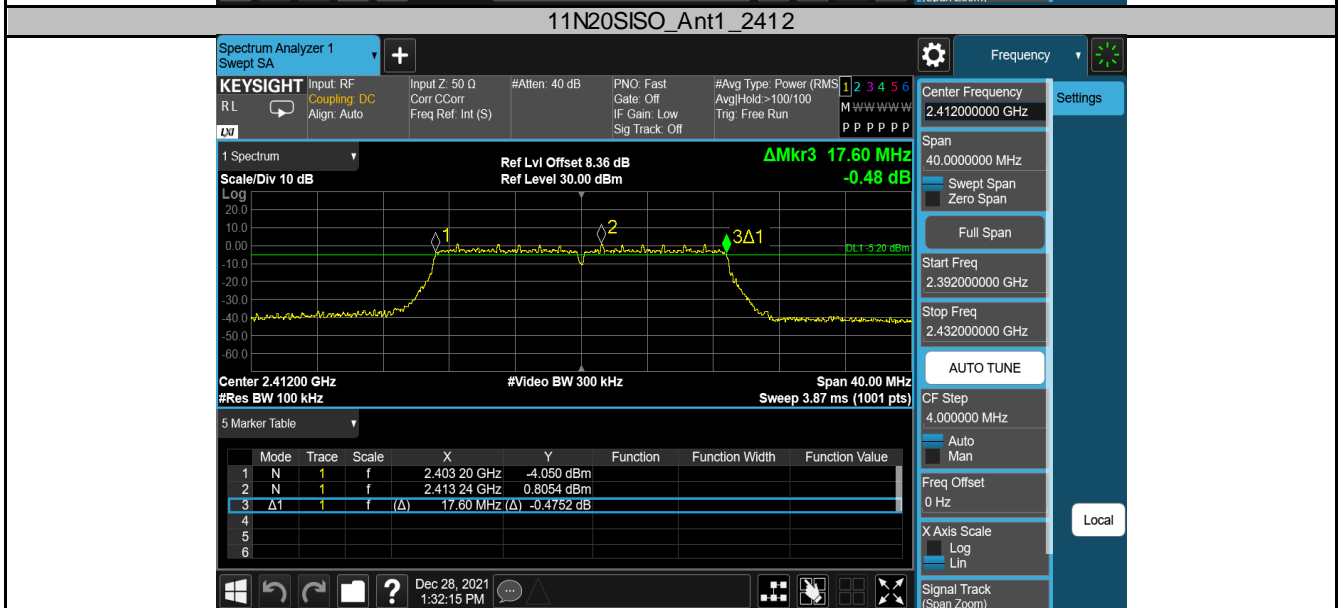 (Span Zoom)
11N20SISO_Ant1_2412
Spectrum Analyzer 1
Swept SA
+
Frequency
KEYSIGHT
R L
LXI
Input: RF
Coupling: DC
Align: Auto
Input Z: 50 Ω
Corr CCorr
Freq Ref: Int (S)
#Atten: 40 dB
PNO: Fast
Gate: Off
IF Gain: Low
Sig Track: Off
#Avg Type: Power (RMS
Avg|Hold:>100/100
Trig: Free Run
1 2 3 4 5 6
M W W W W W
P P P P P P
1 Spectrum
Scale/Div 10 dB
Ref Lvl Offset 8.36 dB
Ref Level 30.00 dBm
ΔMkr3 17.60 MHz
-0.48 dB
Log
20.0
10.0
0.00
-10.0
-20.0
-30.0
-40.0
-50.0
-60.0
1
2
3Δ1
DL1 -5.20 dBm
Center 2.41200 GHz
#Res BW 100 kHz
#Video BW 300 kHz
Span 40.00 MHz
Sweep 3.87 ms (1001 pts)
5 Marker Table
Mode Trace Scale X Y Function Function Width Function Value
1 N 1 f 2.403 20 GHz -4.050 dBm
2 N 1 f 2.413 24 GHz 0.8054 dBm
3 Δ1 1 f (Δ) 17.60 MHz (Δ) -0.4752 dB
4
5
6
?
Dec 28, 2021
1:32:15 PM
Center Frequency
2.412000000 GHz
Span
40.0000000 MHz
Swept Span
Zero Span
Full Span
Start Freq
2.392000000 GHz
Stop Freq
2.432000000 GHz
AUTO TUNE
CF Step
4.000000 MHz
Auto
Man
Freq Offset
0 Hz
X Axis Scale
Log
Lin
Signal Track
(Span Zoom)
Settings
Local